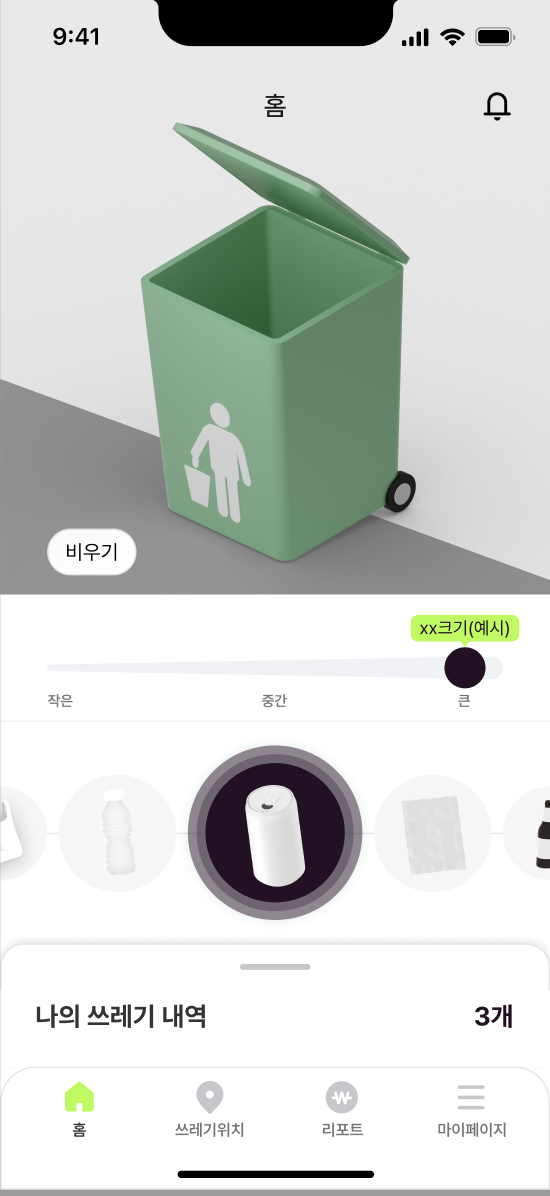 9:41
홈
비우기
xx크기(예시)
작은 중간 큰
나의 쓰레기 내역 3개
홈 쓰레기위치 리포트 마이페이지